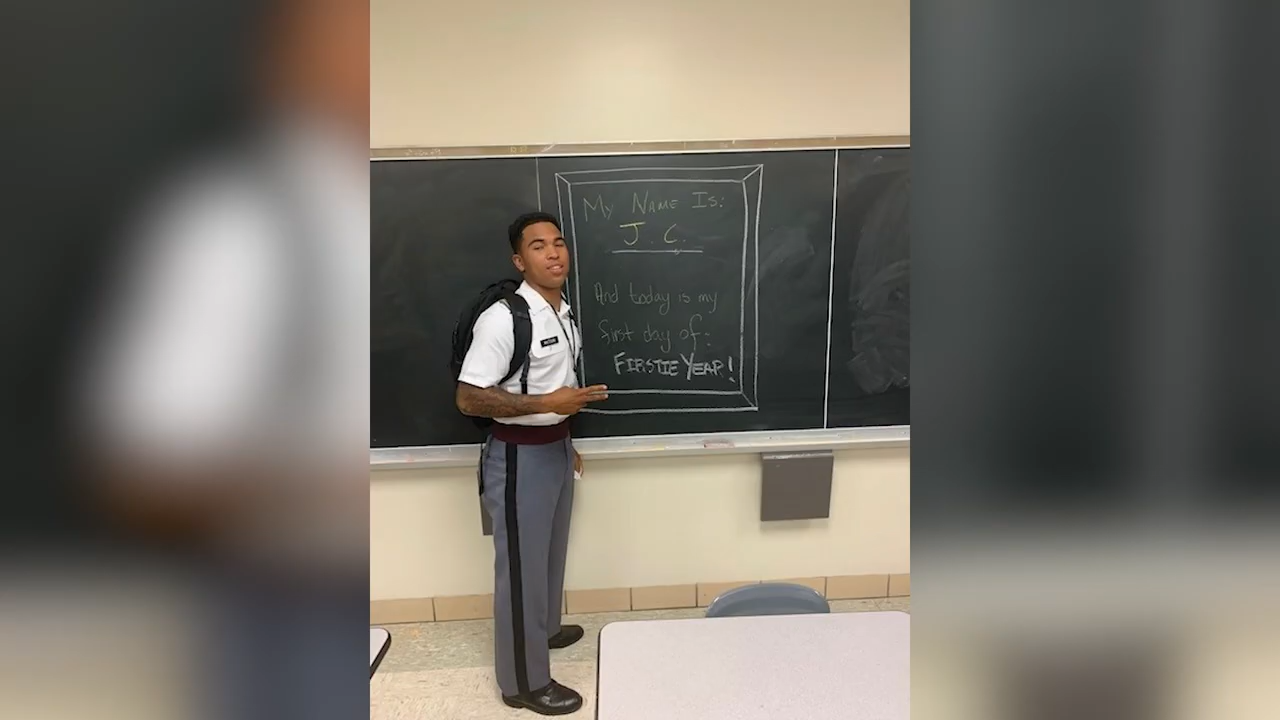 My Name Is:
J.C.
And today is my
first day of:
FIRSTIE YEAR!